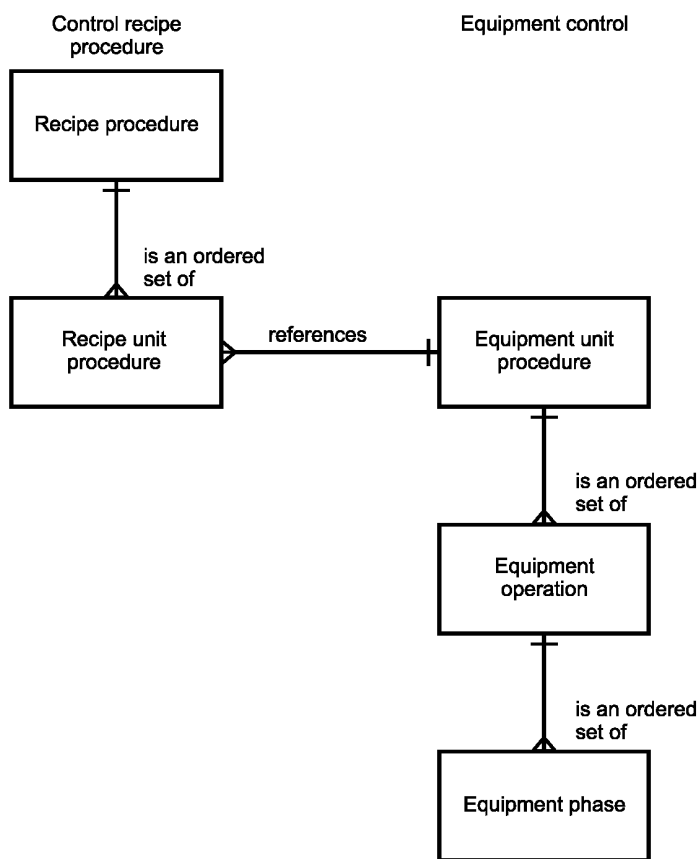 Control recipe
procedure
Equipment control
Recipe procedure
is an ordered
set of
Recipe unit
procedure
references
Equipment unit
procedure
is an ordered
set of
Equipment
operation
is an ordered
set of
Equipment phase